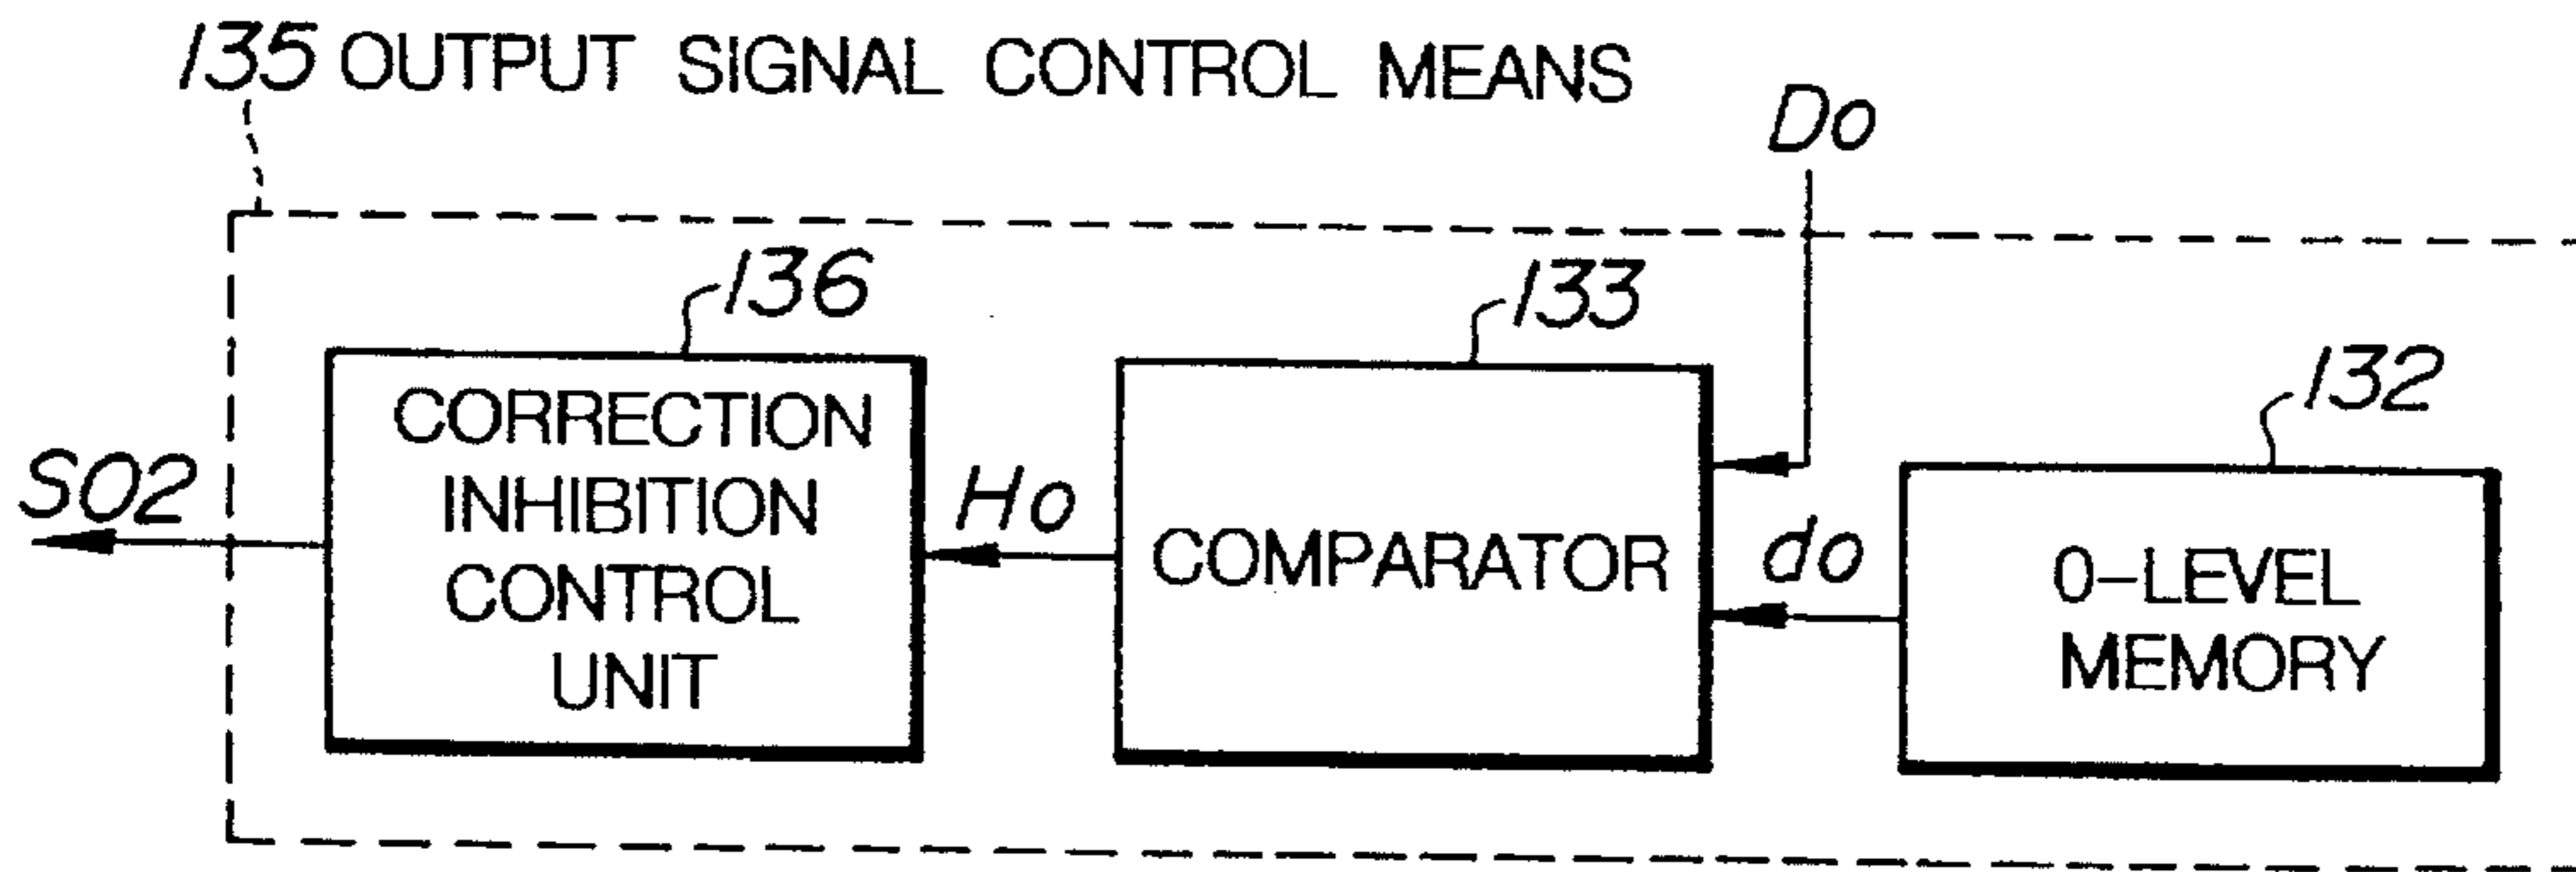 135 OUTPUT SIGNAL CONTROL MEANS
Do
136
133
132
CORRECTION
INHIBITION
CONTROL
UNIT
SO2
Ho
COMPARATOR
do
0-LEVEL
MEMORY